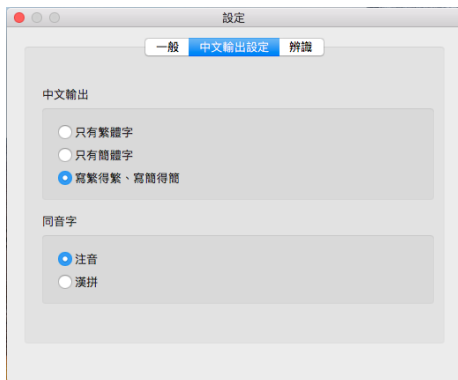 設定
一般 中文輸出設定 辨識
中文輸出
只有繁體字
只有簡體字
寫繁得繁、寫簡得簡
同音字
注音
漢拼